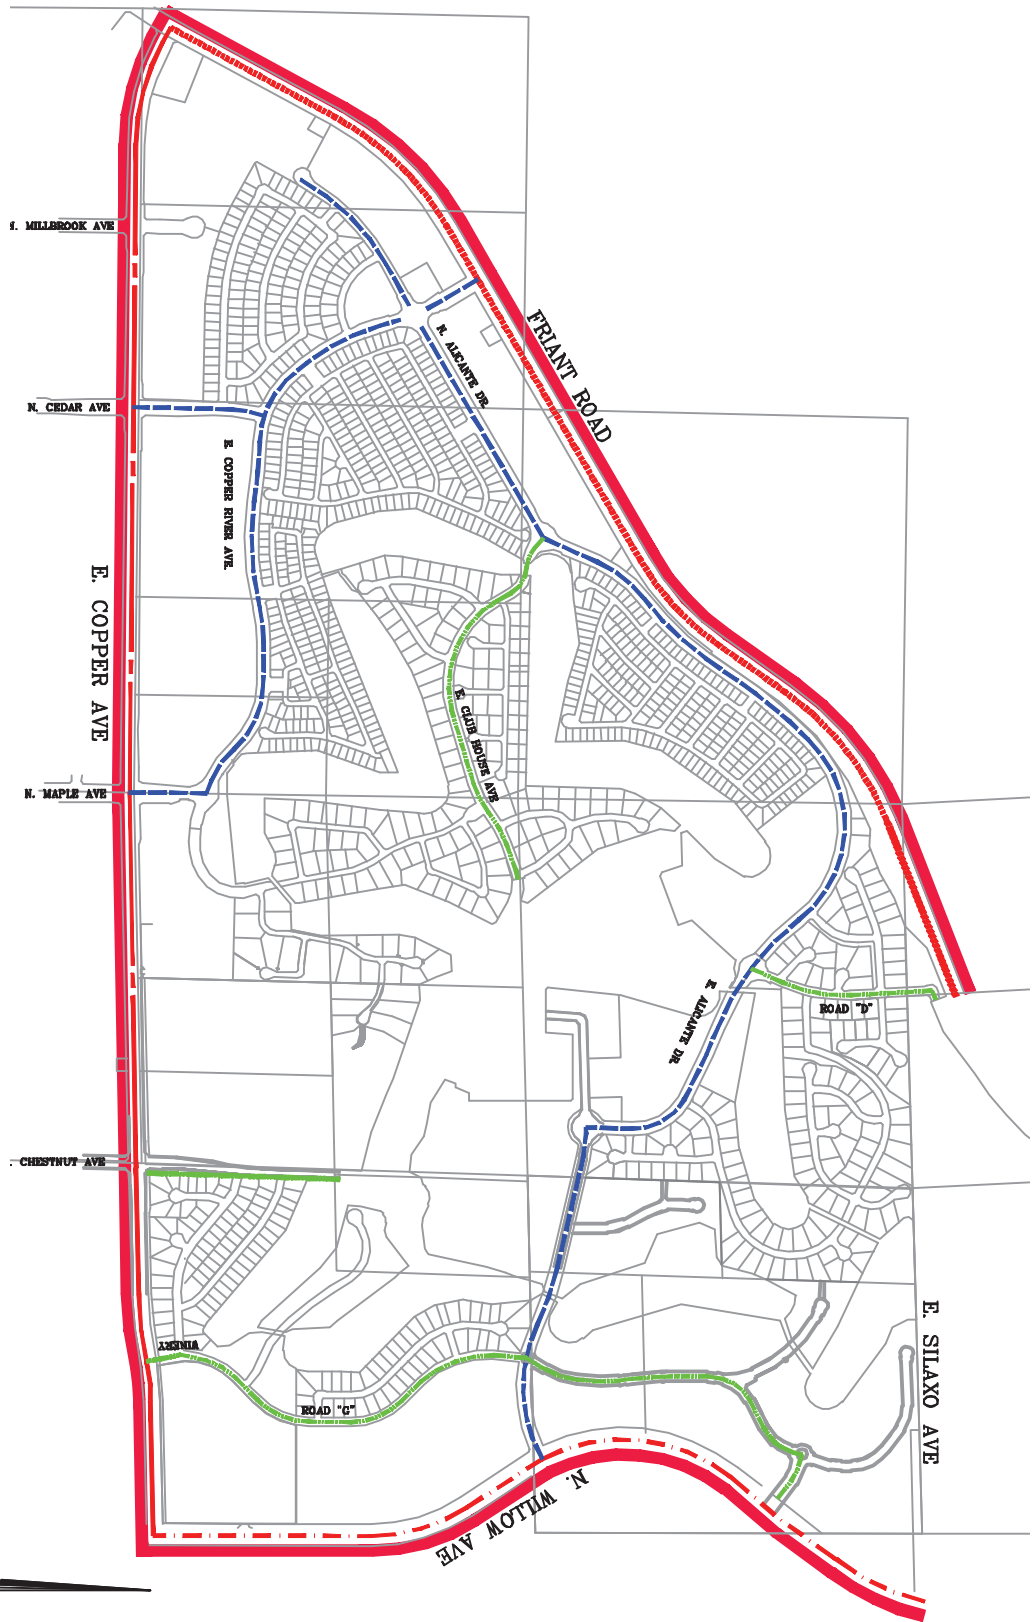 N. MILLBROOK AVE
FRIANT ROAD
N. ALICANTE DR.
N. CEDAR AVE
E. COPPER RIVER AVE.
E. COPPER AVE
E. CLUB HOUSE AVE
N. MAPLE AVE
E. ALICANTE DR.
ROAD "D"
. CHESTNUT AVE
E. SILAXO AVE
WINERY
ROAD "G"
N. WILLOW AVE